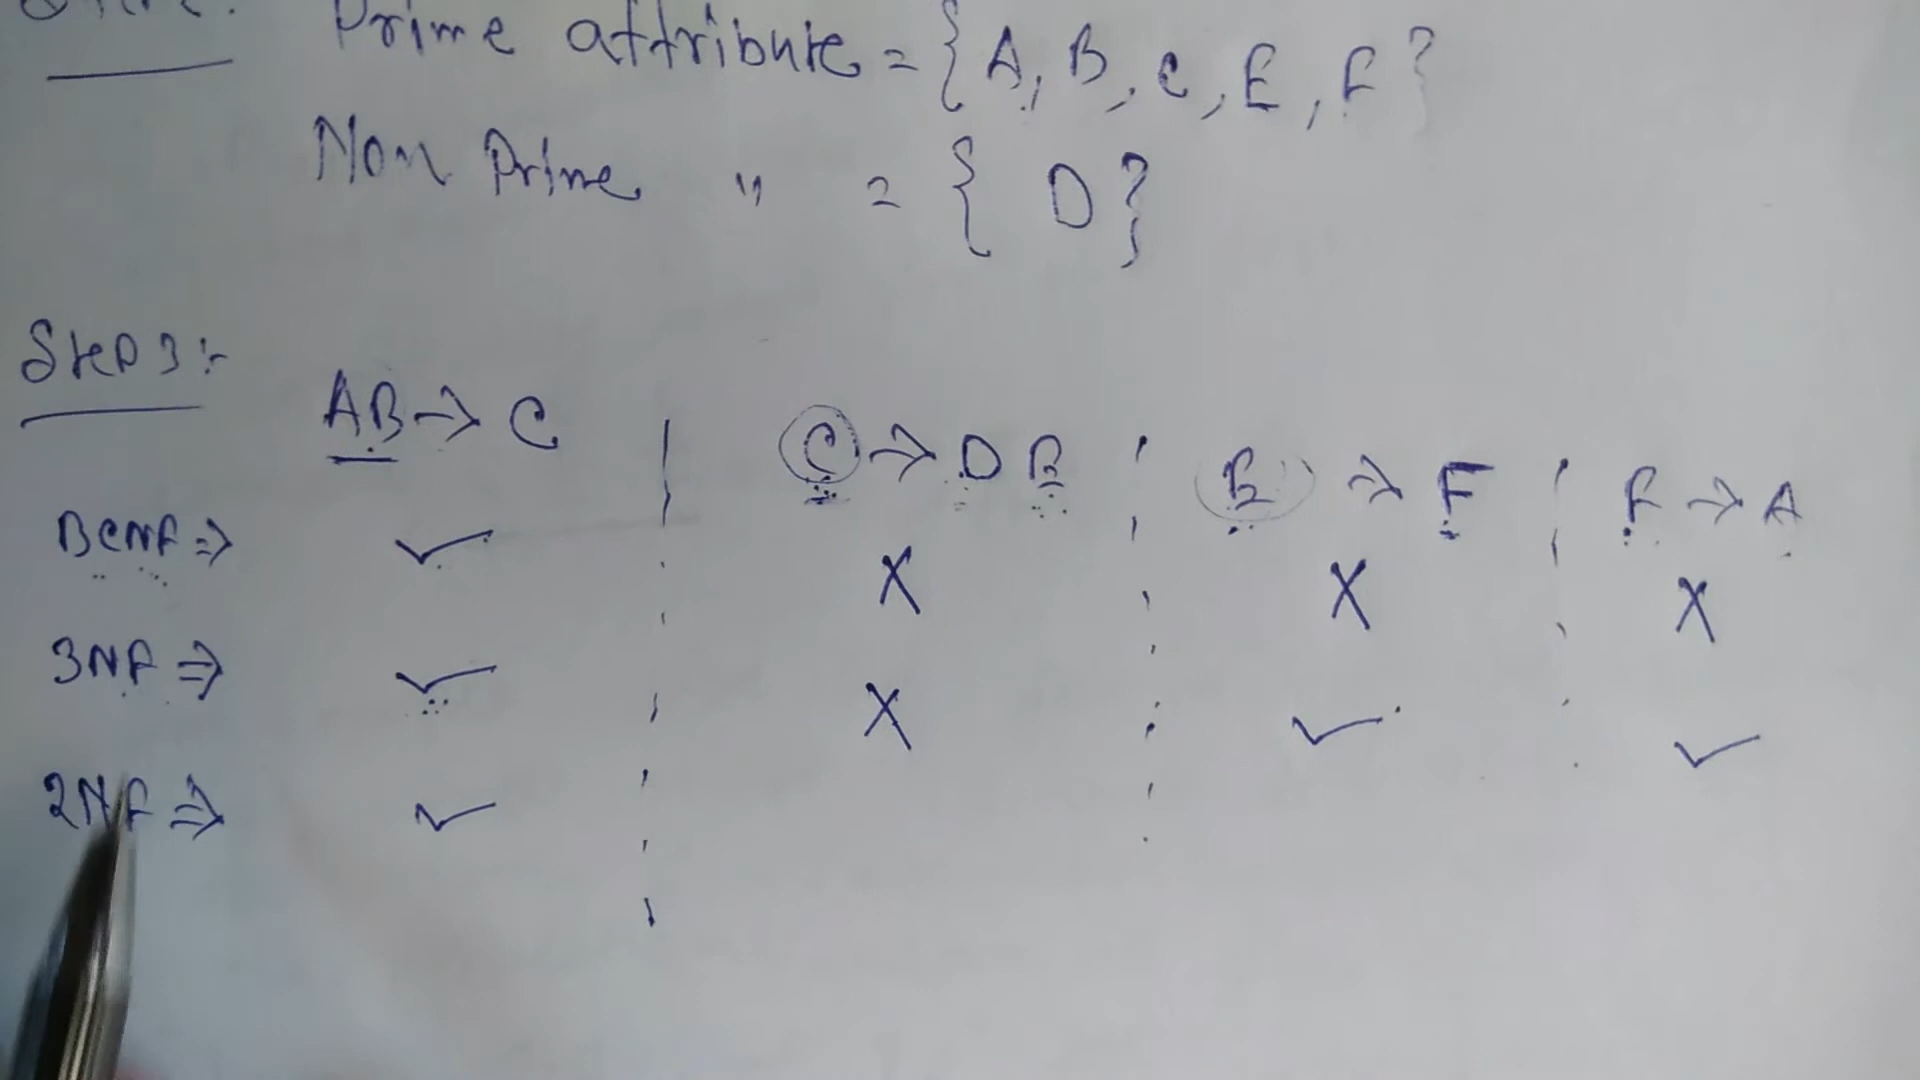 Prime attribute = { A, B, C, E, F }
Non Prime " = { D }
Step 3:-
AB → C | C → DE | E → F | F → A
BCNF ⇒ ✓ X X X
3NF ⇒ ✓ X ✓ ✓
2NF ⇒ ✓